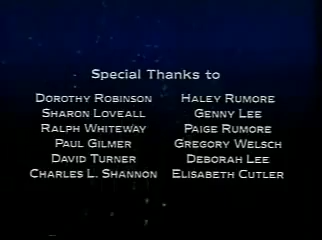 Special Thanks to
Dorothy Robinson Haley Rumore
Sharon Loveall Genny Lee
Ralph Whiteway Paige Rumore
Paul Gilmer Gregory Welsch
David Turner Deborah Lee
Charles L. Shannon Elisabeth Cutler